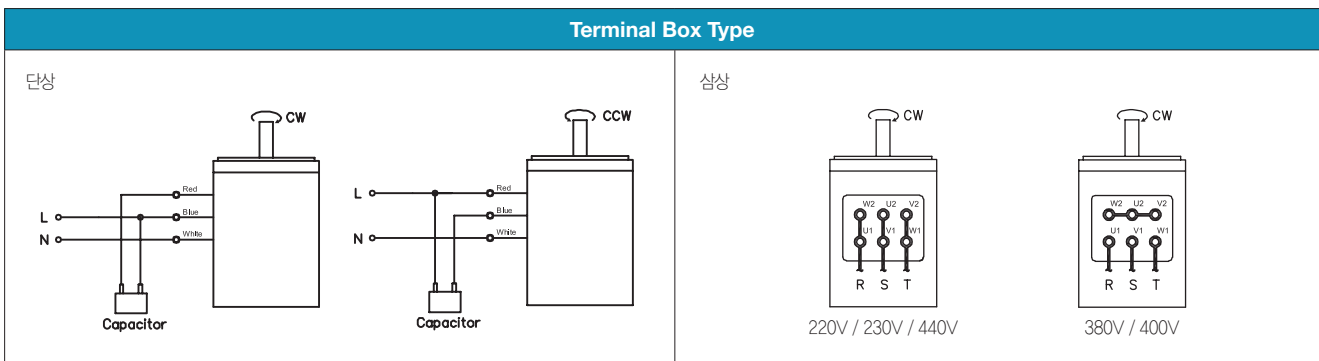 Terminal Box Type
단상
CW
Red
L
Blue
N
White
Capacitor
CCW
L
Red
Blue
N
White
Capacitor
삼상
CW
W2 U2 V2
U1 V1 W1
R S T
220V / 230V / 440V
CW
W2 U2 V2
U1 V1 W1
R S T
380V / 400V